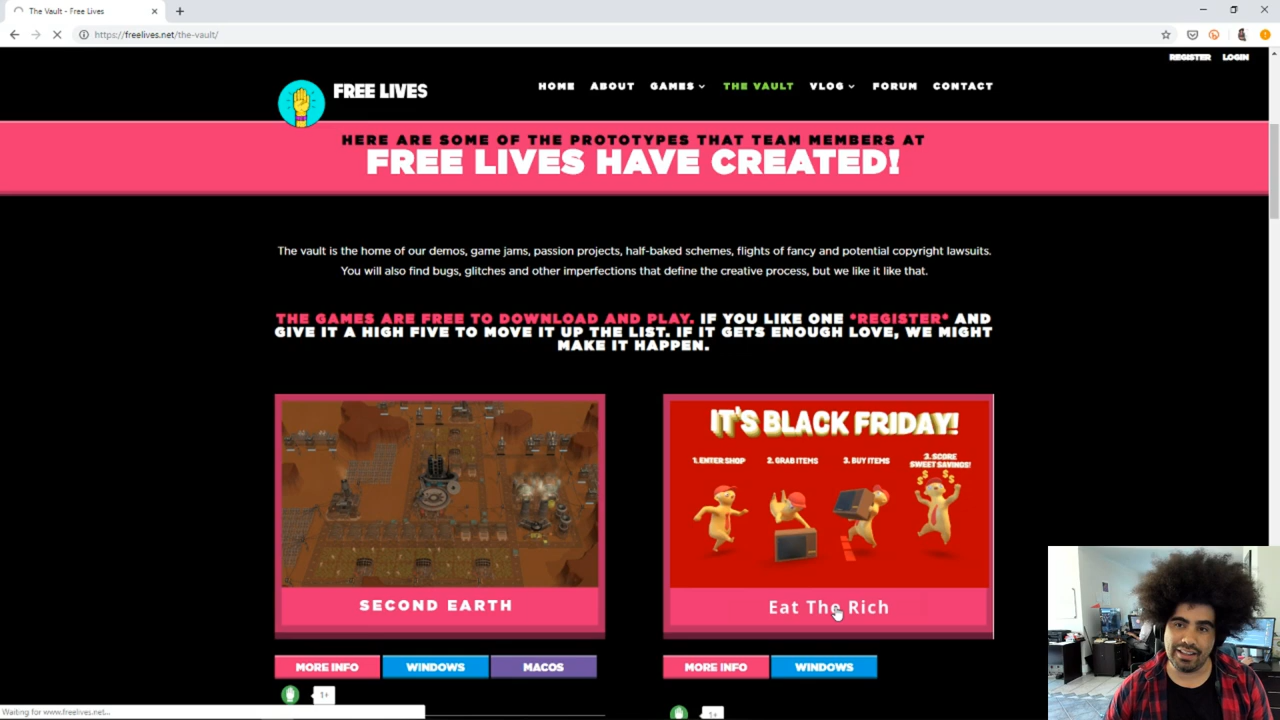 The Vault - Free Lives
https://freelives.net/the-vault/
REGISTER LOGIN
FREE LIVES
HOME ABOUT GAMES THE VAULT VLOG FORUM CONTACT
HERE ARE SOME OF THE PROTOTYPES THAT TEAM MEMBERS AT
FREE LIVES HAVE CREATED!
The vault is the home of our demos, game jams, passion projects, half-baked schemes, flights of fancy and potential copyright lawsuits.
You will also find bugs, glitches and other imperfections that define the creative process, but we like it like that.
THE GAMES ARE FREE TO DOWNLOAD AND PLAY. IF YOU LIKE ONE *REGISTER* AND
GIVE IT A HIGH FIVE TO MOVE IT UP THE LIST. IF IT GETS ENOUGH LOVE, WE MIGHT
MAKE IT HAPPEN.
IT'S BLACK FRIDAY!
1. ENTER SHOP 2. GRAB ITEMS 3. BUY ITEMS 3. SCORE
SWEET SAVINGS!
SECOND EARTH
Eat The Rich
MORE INFO WINDOWS MACOS
MORE INFO WINDOWS
1+
1+
Waiting for www.freelives.net...